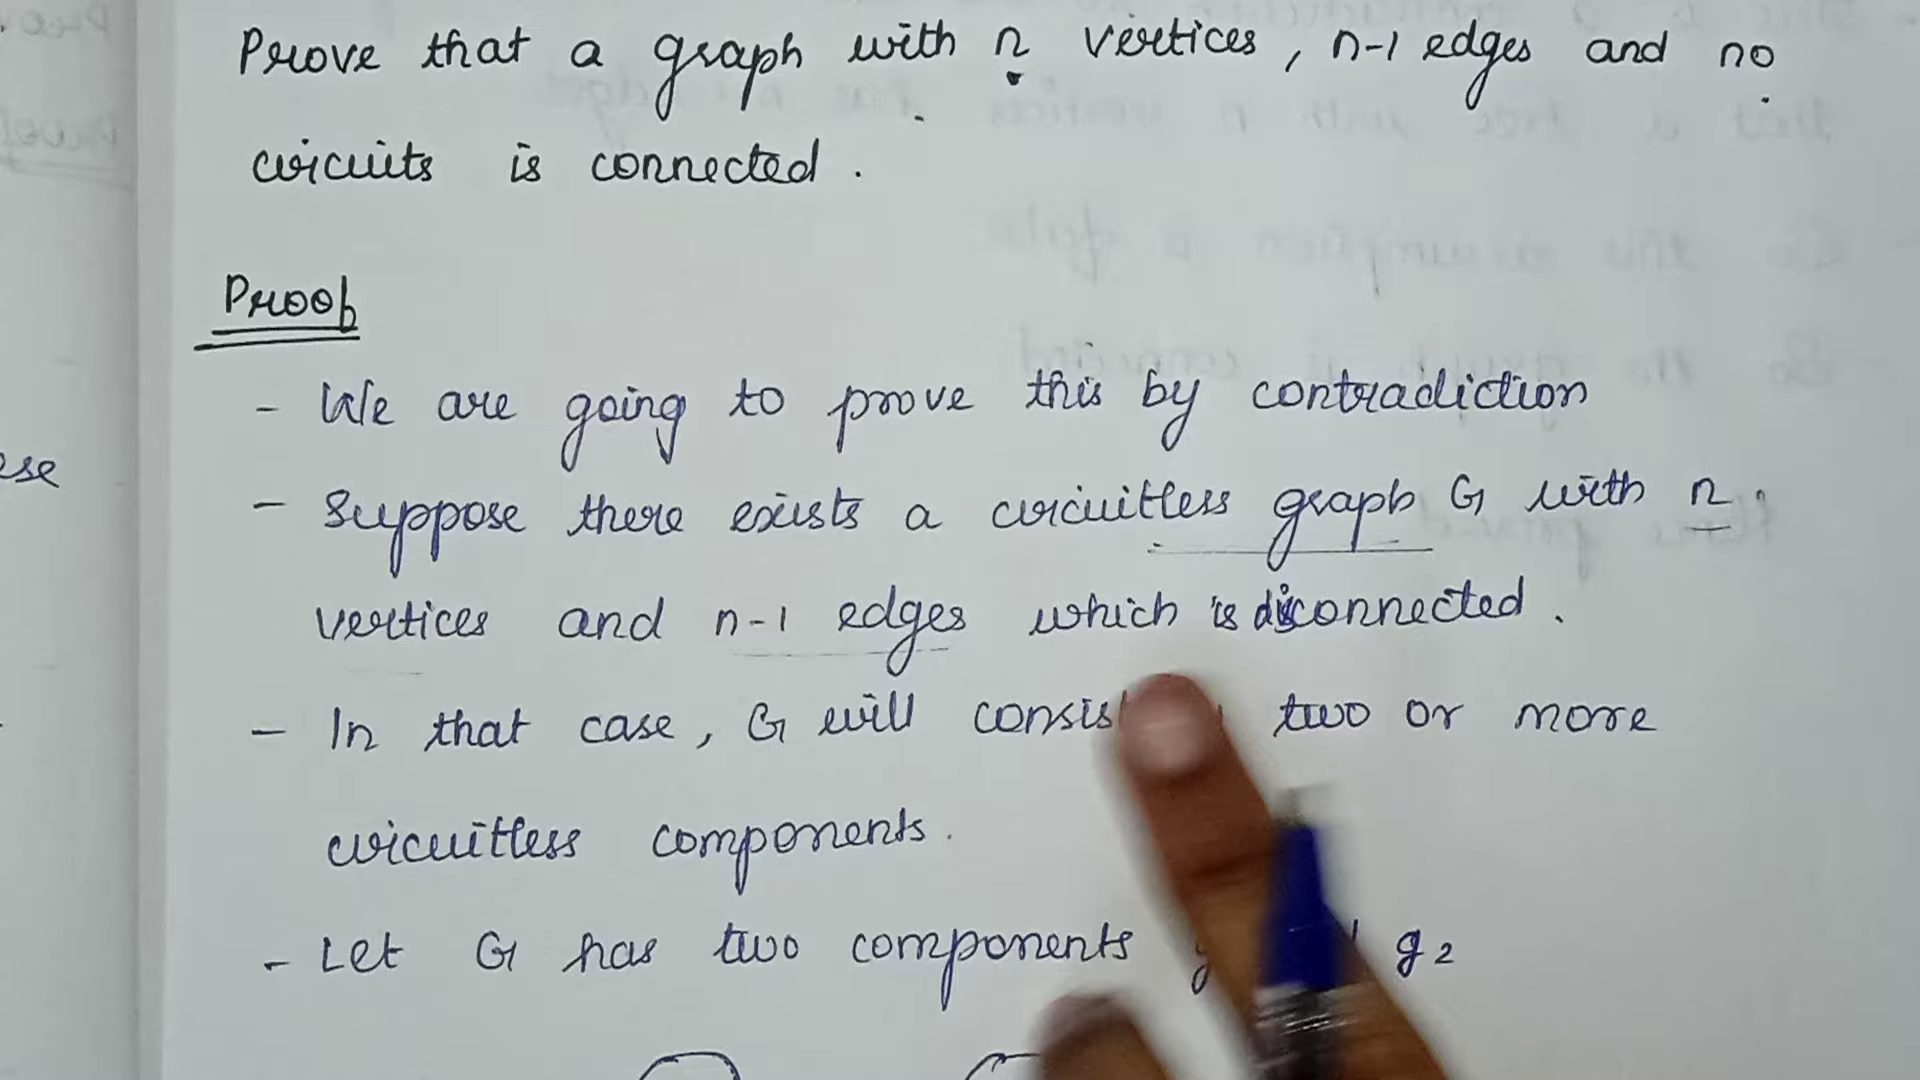 Prove that a graph with n vertices, n-1 edges and no
circuits is connected.
Proof
- We are going to prove this by contradiction
ese
- Suppose there exists a circuitless graph G with n
vertices and n-1 edges which is disconnected.
- In that case, G will consist two or more
circuitless components.
- Let G has two components g2